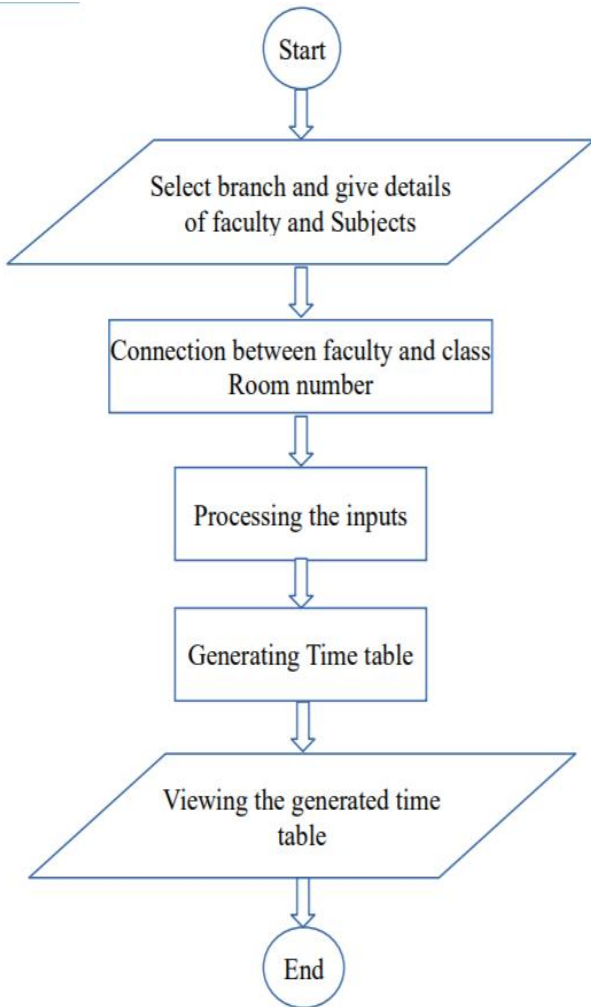 Start
Select branch and give details
of faculty and Subjects
Connection between faculty and class
Room number
Processing the inputs
Generating Time table
Viewing the generated time
table
End